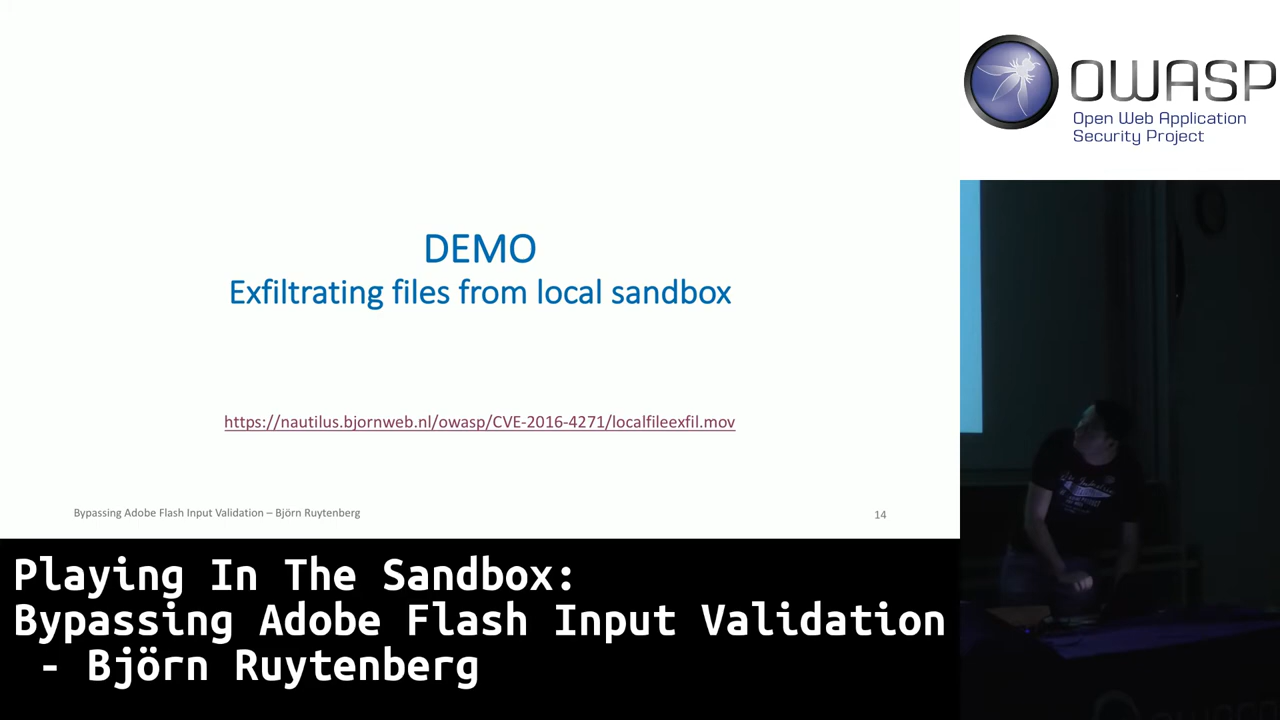 DEMO
Exfiltrating files from local sandbox
https://nautilus.bjornweb.nl/owasp/CVE-2016-4271/localfileexfil.mov
Bypassing Adobe Flash Input Validation – Björn Ruytenberg
14
OWASP
Open Web Application
Security Project
Playing In The Sandbox:
Bypassing Adobe Flash Input Validation
- Björn Ruytenberg